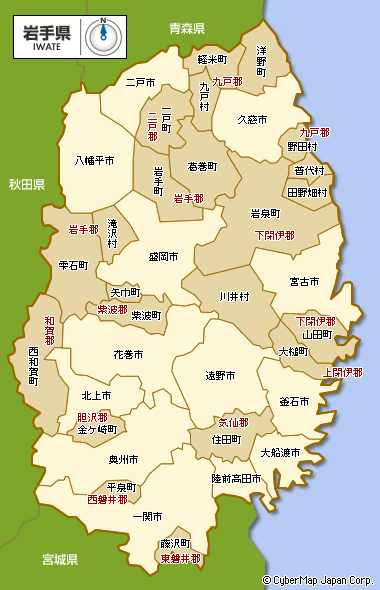 岩手県
IWATE
N
青森県
秋田県
宮城県
洋野町
軽米町
二戸市
九戸郡
九戸村
一戸町
二戸郡
久慈市
九戸郡
野田村
八幡平市
葛巻町
岩手町
普代村
田野畑村
岩手郡
岩泉町
下閉伊郡
岩手郡
滝沢村
雫石町
盛岡市
宮古市
川井村
矢巾町
紫波郡
紫波町
和賀郡
西和賀町
下閉伊郡
山田町
大槌町
上閉伊郡
花巻市
遠野市
北上市
釜石市
胆沢郡
金ヶ崎町
気仙郡
住田町
奥州市
大船渡市
陸前高田市
平泉町
西磐井郡
一関市
藤沢町
東磐井郡
© CyberMap Japan Corp.